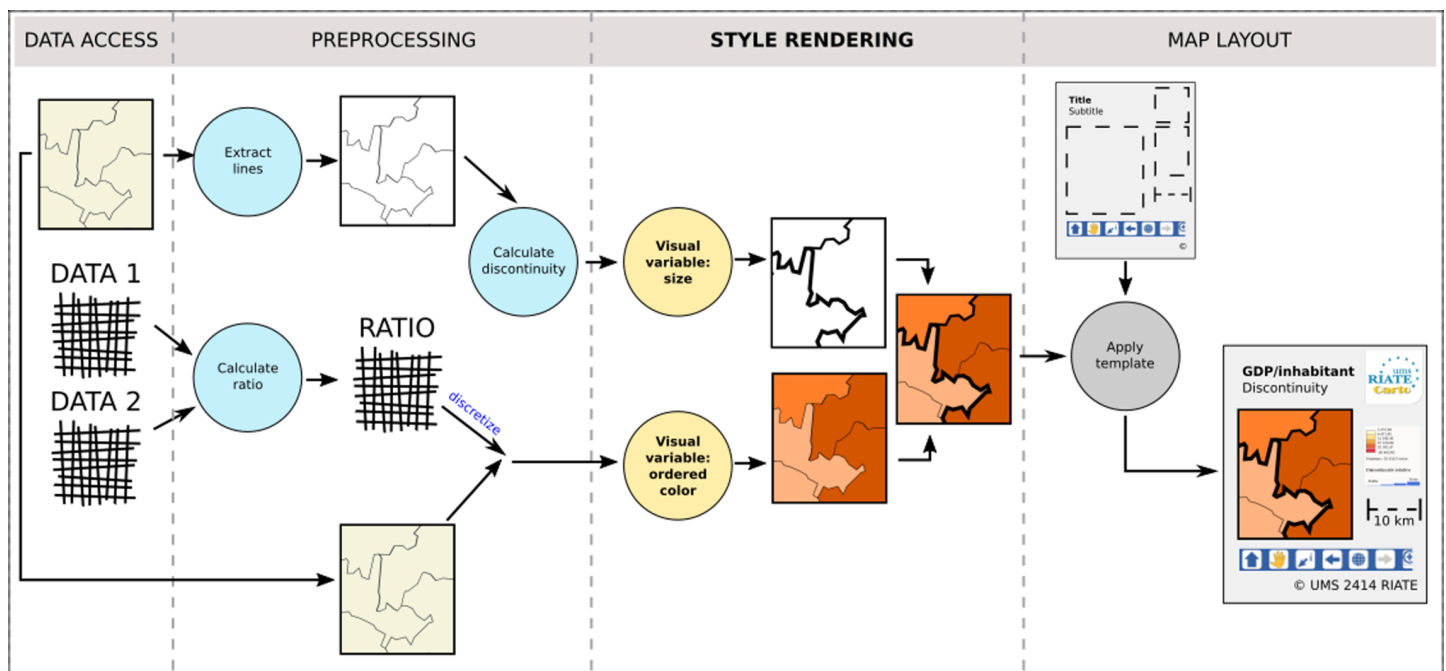 DATA ACCESS
PREPROCESSING
STYLE RENDERING
MAP LAYOUT
Extract
lines
Calculate
discontinuity
DATA 1
DATA 2
Calculate
ratio
RATIO
discretize
Visual
variable:
size
Visual
variable:
ordered
color
Title
Subtitle
©
Apply
template
GDP/inhabitant
Discontinuity
ums
RIATE
Carto
10 km
© UMS 2414 RIATE